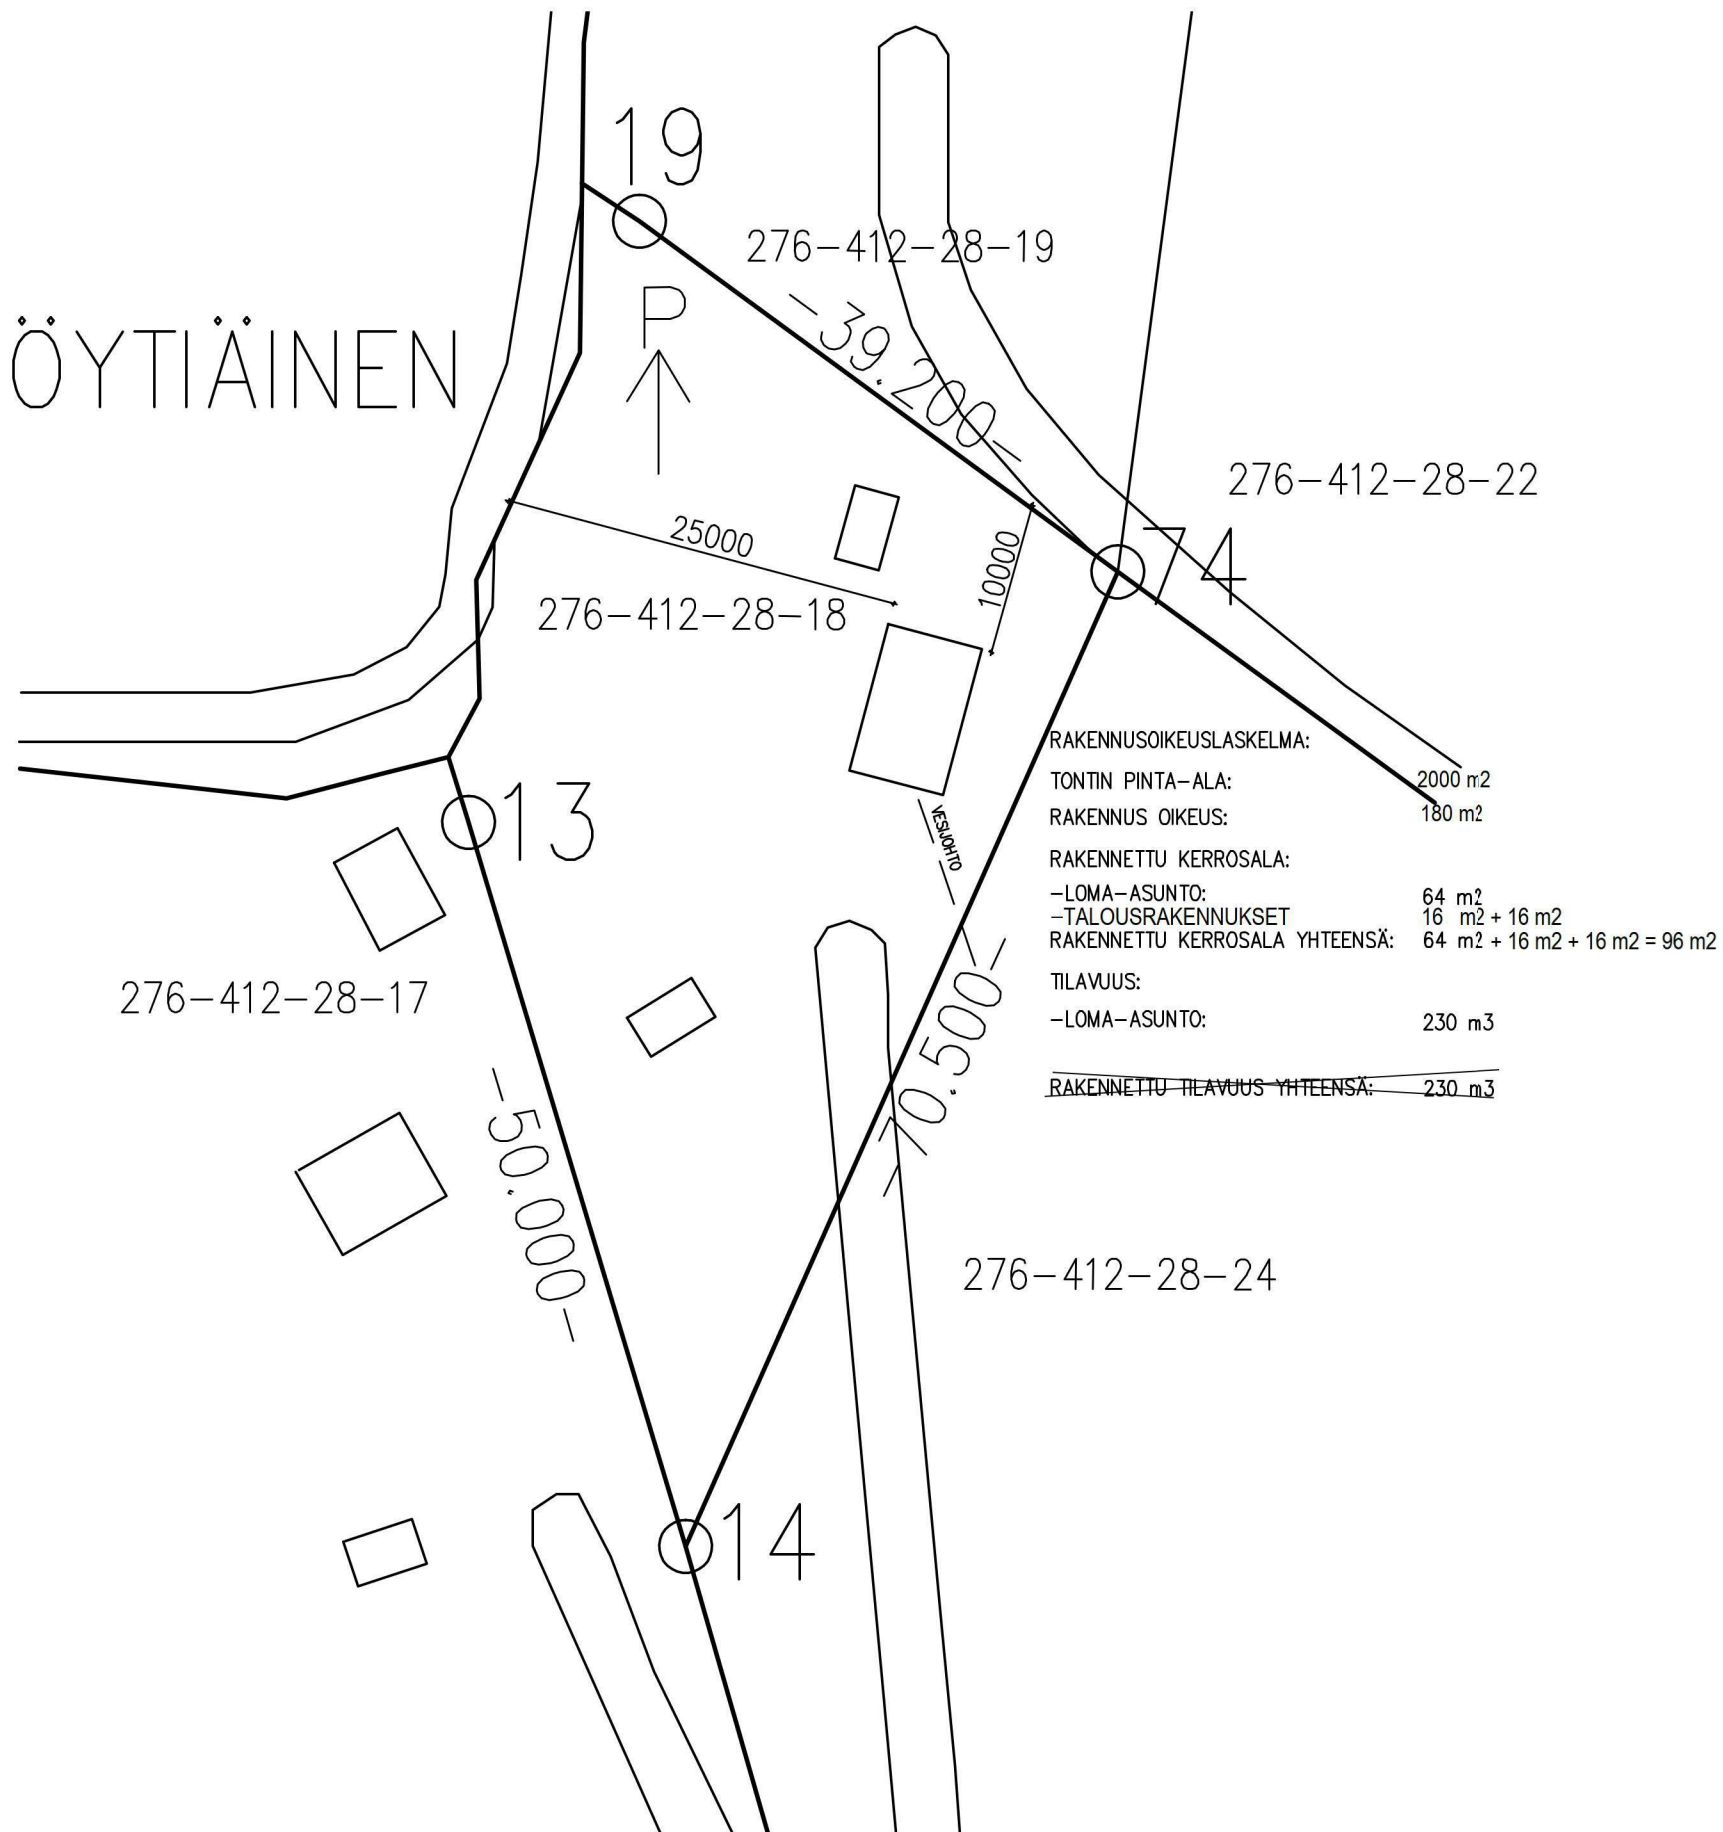 19
276-412-28-19
P
ÖYTIÄINEN
-39.200-
276-412-28-22
25000
10000
74
276-412-28-18
RAKENNUSOIKEUSLASKELMA:
TONTIN PINTA-ALA: 2000 m2
RAKENNUS OIKEUS: 180 m2
13
VESIJOHTO
RAKENNETTU KERROSALA:
-LOMA-ASUNTO: 64 m2
-TALOUSRAKENNUKSET 16 m2 + 16 m2
RAKENNETTU KERROSALA YHTEENSÄ: 64 m2 + 16 m2 + 16 m2 = 96 m2
TILAVUUS:
-LOMA-ASUNTO: 230 m3
RAKENNETTU TILAVUUS YHTEENSÄ: 230 m3
276-412-28-17
-70.500-
-50.000-
276-412-28-24
14